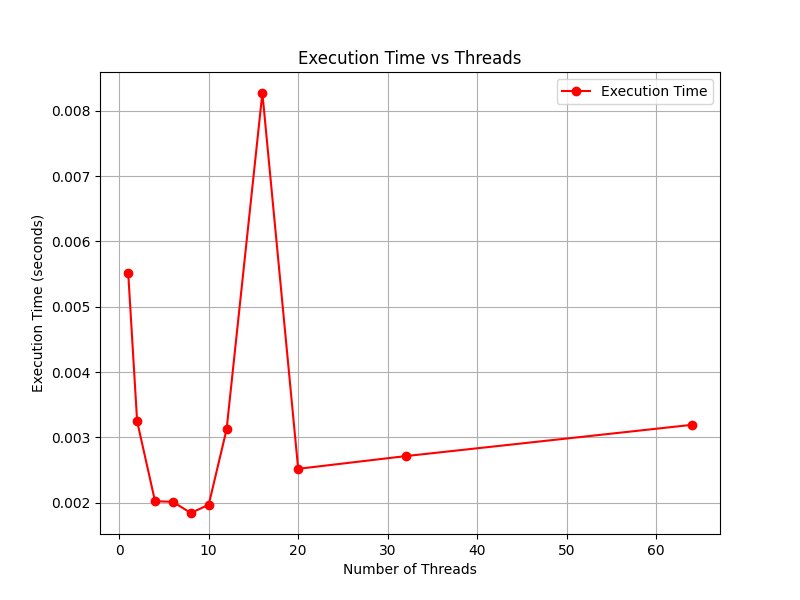 Execution Time vs Threads
Execution Time
0.008
0.007
0.006
0.005
0.004
0.003
0.002
Execution Time (seconds)
0 10 20 30 40 50 60
Number of Threads